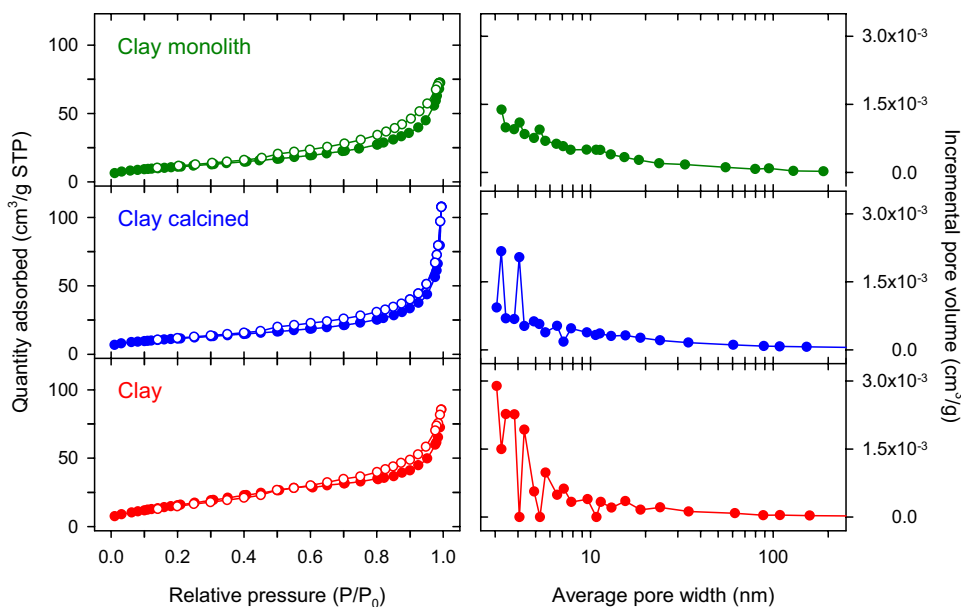 Clay monolith
100
50
0
Clay calcined
100
50
0
Clay
100
50
0
Quantity adsorbed (cm³/g STP)
0.0 0.2 0.4 0.6 0.8 1.0
Relative pressure (P/P₀)
3.0x10⁻³
1.5x10⁻³
0.0
3.0x10⁻³
1.5x10⁻³
0.0
3.0x10⁻³
1.5x10⁻³
0.0
Incremental pore volume (cm³/g)
10 100
Average pore width (nm)